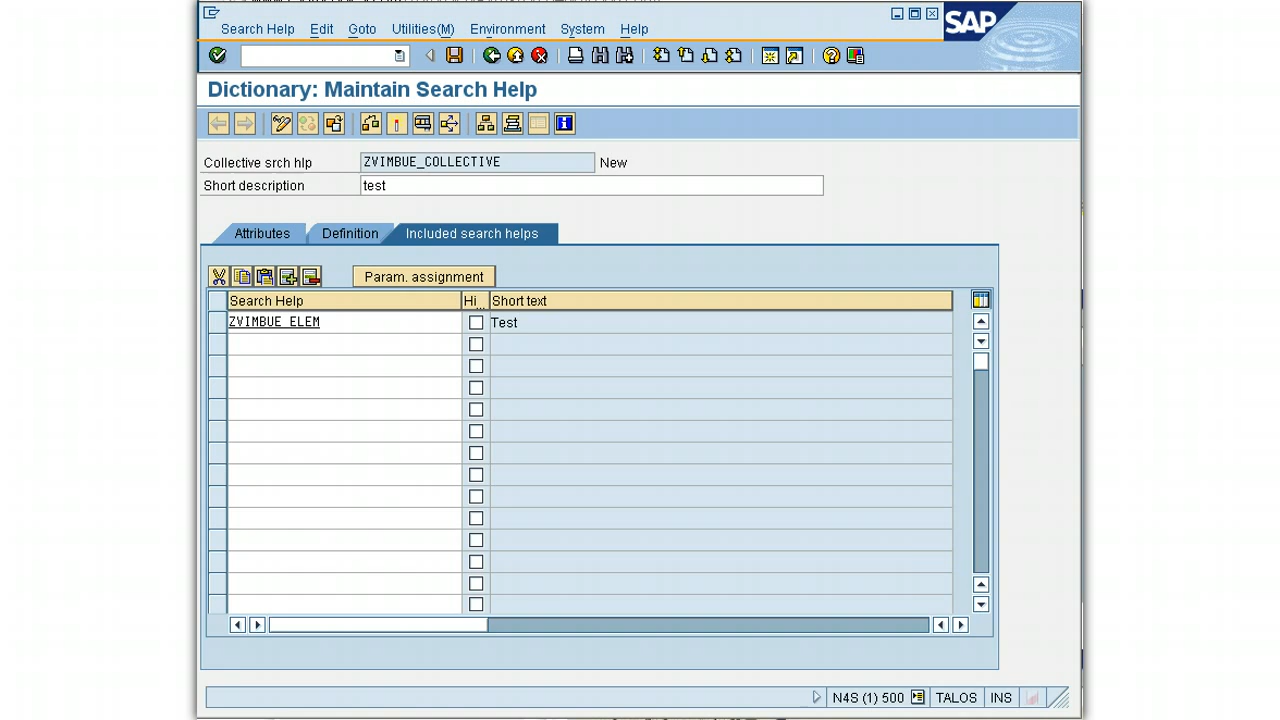 Search Help Edit Goto Utilities(M) Environment System Help
SAP
Dictionary: Maintain Search Help
Collective srch hlp ZVIMBUE_COLLECTIVE New
Short description test
Attributes Definition Included search helps
Param. assignment
Search Help Hi... Short text
ZVIMBUE_ELEM Test
N4S (1) 500 TALOS INS